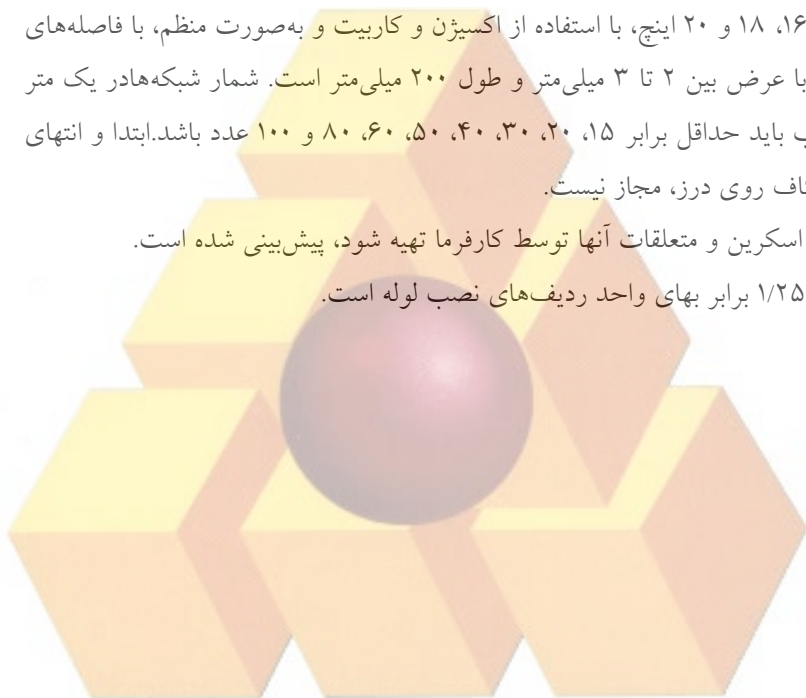 ۱۶، ۱۸ و ۲۰ اینچ، با استفاده از اکسیژن و کاربیت و به‌صورت منظم، با فاصله‌های
با عرض بین ۲ تا ۳ میلی‌متر و طول ۲۰۰ میلی‌متر است. شمار شبکه‌هادر یک متر
باید حداقل برابر ۱۵، ۲۰، ۳۰، ۴۰، ۵۰، ۶۰، ۸۰ و ۱۰۰ عدد باشد.ابتدا و انتهای
روی درز، مجاز نیست.
اسکرین و متعلقات آنها توسط کارفرما تهیه شود، پیش‌بینی شده است.
۱/۲۵ برابر بهای واحد ردیف‌های نصب لوله است.